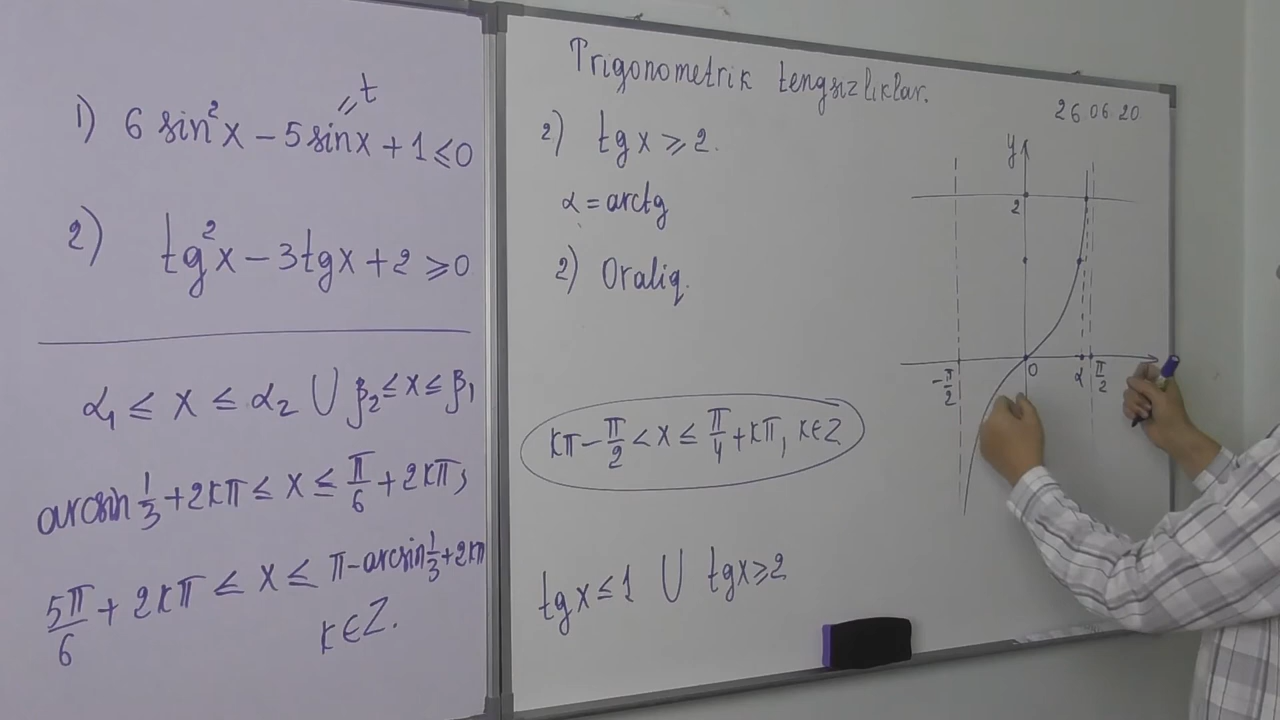 1) 6 sin²x − 5 sinx + 1 ≤ 0
= t
2) tg²x − 3tgx + 2 ≥ 0
α₁ ≤ x ≤ α₂ ∪ β₂ ≤ x ≤ β₁
arcsin 1/3 + 2kπ ≤ x ≤ π/6 + 2kπ;
5π/6 + 2kπ ≤ x ≤ π − arcsin 1/3 + 2kπ
k∈Z.
Trigonometrik tengsizliklar.
26 06 20
2) tgx ≥ 2.
α = arctg
2) Oraliq.
kπ − π/2 < x ≤ π/4 + kπ, k∈Z
tgx ≤ 1 ∪ tgx ≥ 2
y
2
−π/2
0
α
π/2